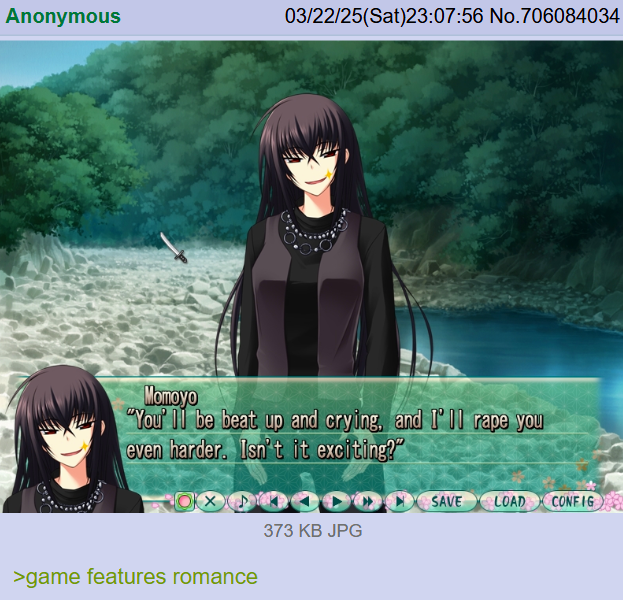 Anonymous 03/22/25(Sat)23:07:56 No.706084034
Momoyo
"You'll be beat up and crying, and I'll rape you
even harder. Isn't it exciting?"
SAVE LOAD CONFIG
373 KB JPG
>game features romance